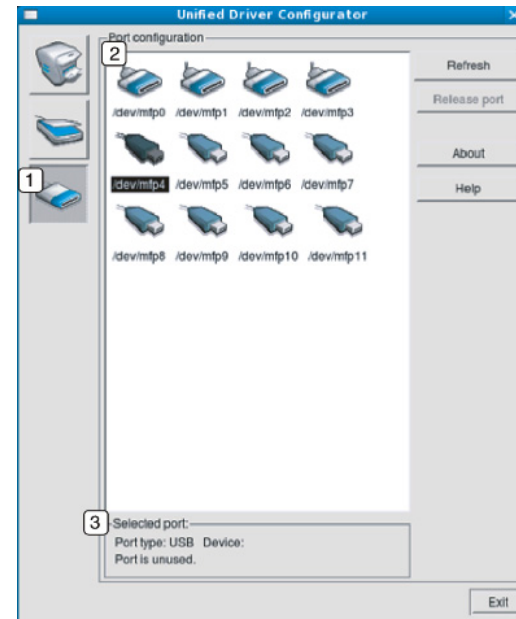 Unified Driver Configurator
Port configuration
2
Refresh
/dev/mfp0 /dev/mfp1 /dev/mfp2 /dev/mfp3
Release port
About
1
/dev/mfp4 /dev/mfp5 /dev/mfp6 /dev/mfp7
Help
/dev/mfp8 /dev/mfp9 /dev/mfp10 /dev/mfp11
3
Selected port:
Port type: USB Device:
Port is unused.
Exit